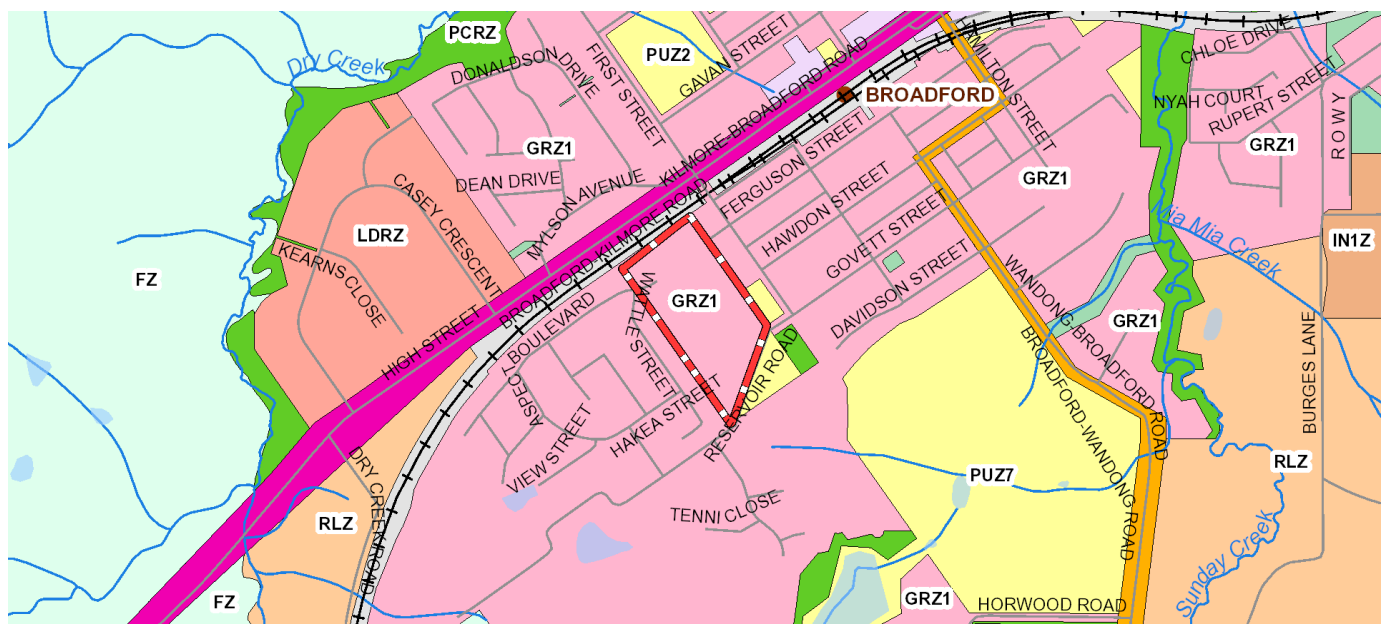 PCRZ
Dry Creek
DONALDSON
DRIVE
FIRST STREET
PUZ2
GAVAN STREET
KILMORE-BROADFORD ROAD
BROADFORD
AMILTON STREET
CHLOE DRIVE
NYAH COURT
RUPERT STREET
ROWY
GRZ1
GRZ1
DEAN DRIVE
MYLSON AVENUE
FERGUSON STREET
HAWDON STREET
GOVETT STREET
DAVIDSON STREET
GRZ1
Mia Mia Creek
IN1Z
CASEY CRESCENT
LDRZ
KEARNS CLOSE
FZ
BROADFORD-KILMORE ROAD
HIGH STREET
ASPECT BOULEVARD
WATTLE STREET
GRZ1
WANDONG-BROADFORD ROAD
BROADFORD-WANDONG ROAD
GRZ1
BURGES LANE
VIEW STREET
HAKEA STREET
RESERVOIR ROAD
DRY CREEK ROAD
RLZ
TENNI CLOSE
PUZ7
RLZ
Sunday Creek
FZ
GRZ1
HORWOOD ROAD